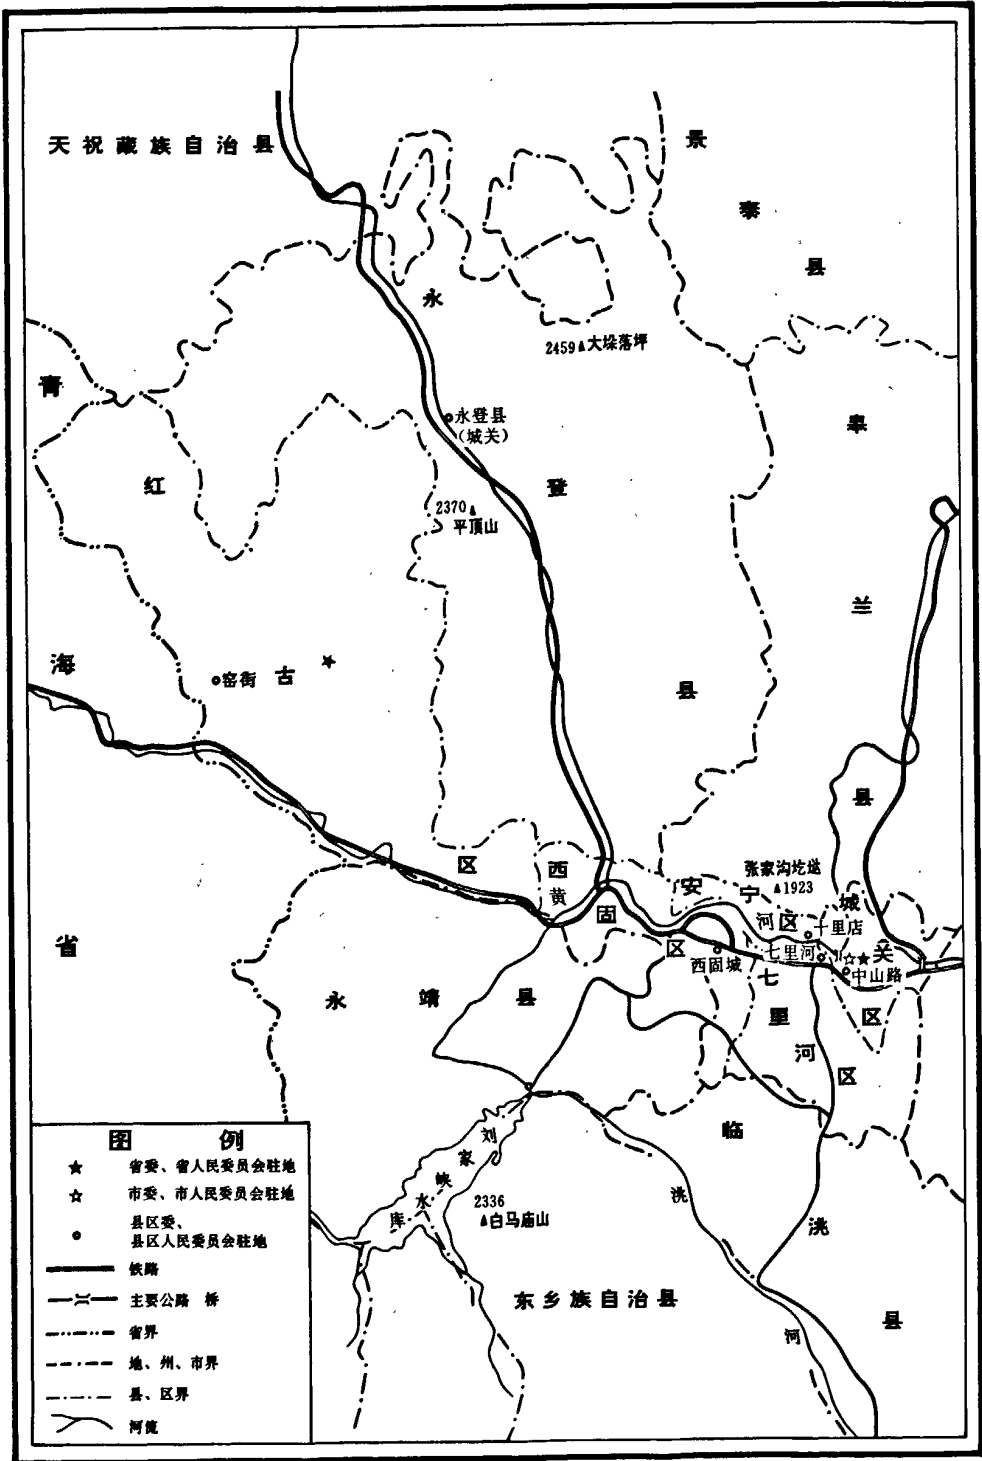 天祝藏族自治县
景泰县
永登县
2459 大垛落坪
青海省
永登县
（城关）
红古区
皋兰县
2370
平顶山
窑街
西固区
黄河
安宁区
张家沟圪垯
1923
十里店
城关区
七里河
西固城
中山路
七里河区
永靖县
临洮县
刘家峡水库
2336
白马庙山
洮河
东乡族自治县
图 例
省委、省人民委员会驻地
市委、市人民委员会驻地
县区委、
县区人民委员会驻地
铁路
主要公路 桥
省界
地、州、市界
县、区界
河流